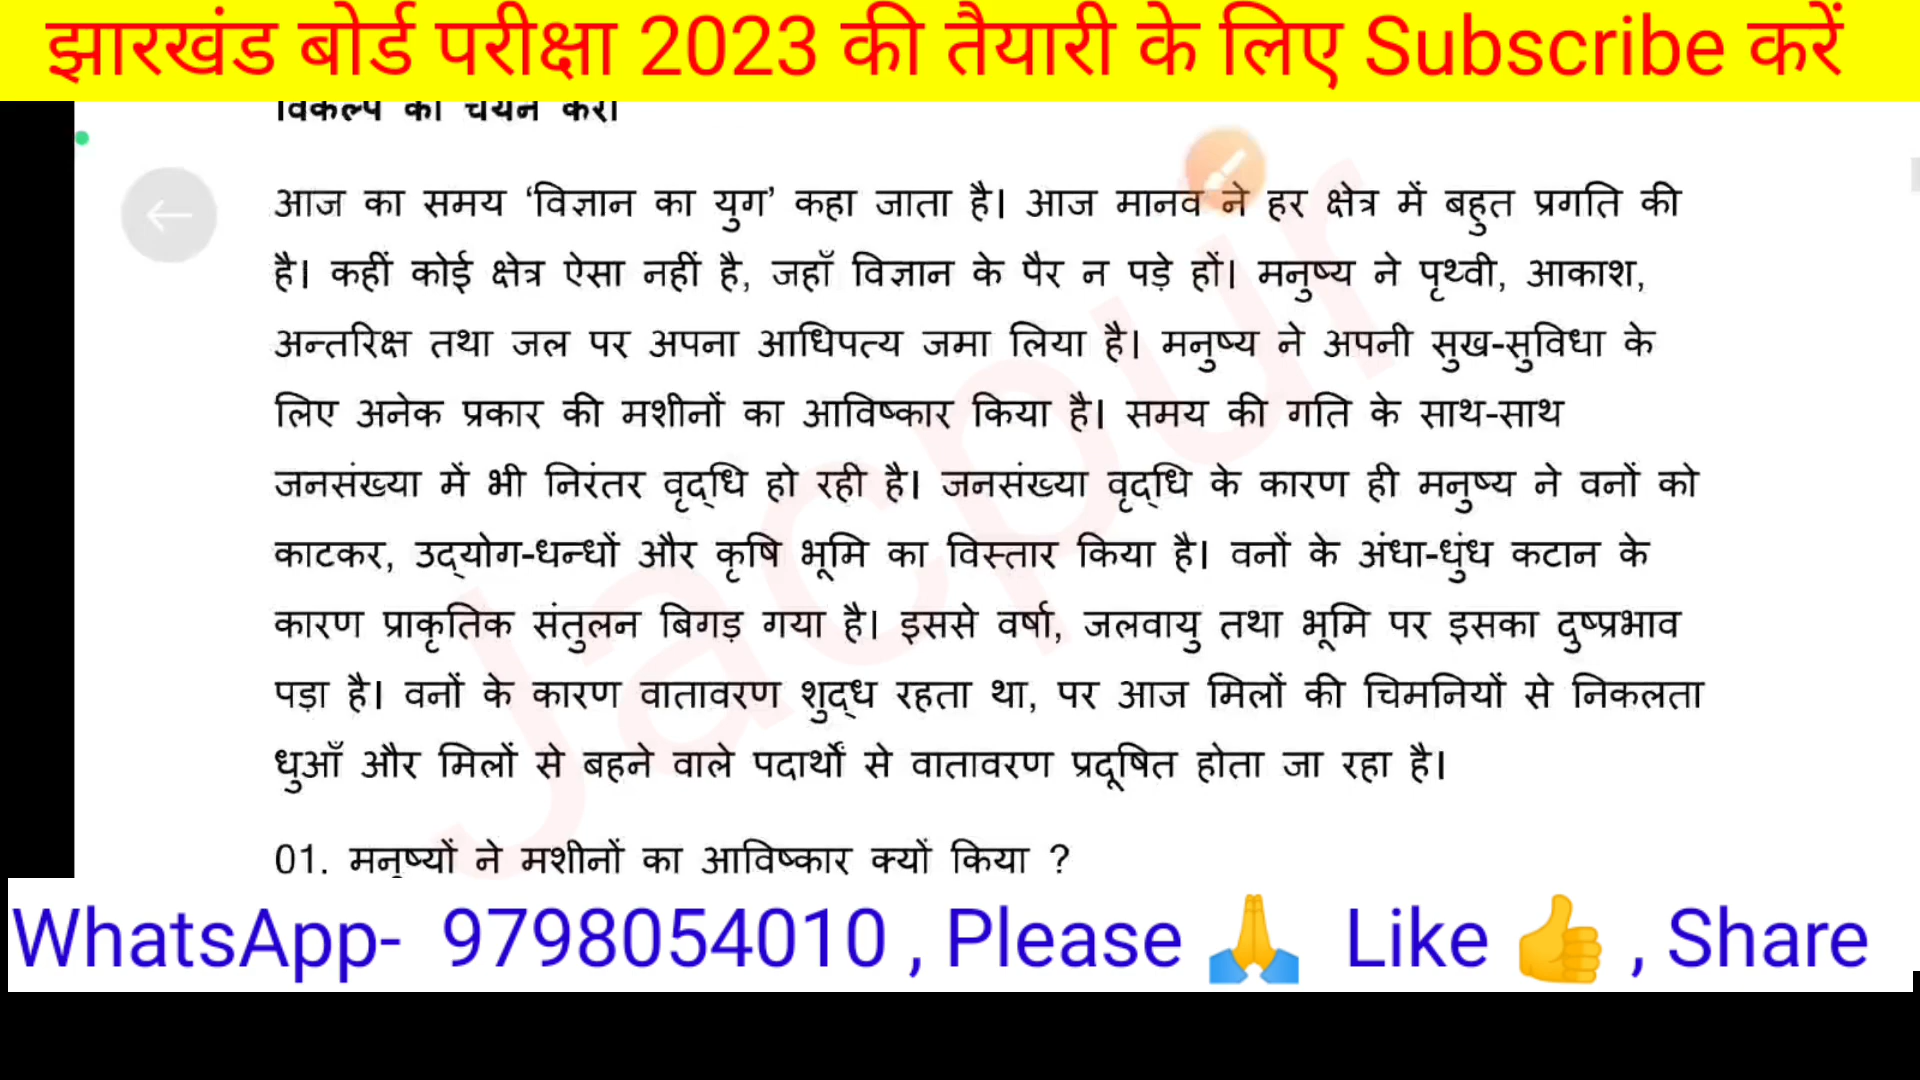 झारखंड बोर्ड परीक्षा 2023 की तैयारी के लिए Subscribe करें
विकल्प का चयन करें।
आज का समय ‘विज्ञान का युग’ कहा जाता है। आज मानव ने हर क्षेत्र में बहुत प्रगति की
है। कहीं कोई क्षेत्र ऐसा नहीं है, जहाँ विज्ञान के पैर न पड़े हों। मनुष्य ने पृथ्वी, आकाश,
अन्तरिक्ष तथा जल पर अपना आधिपत्य जमा लिया है। मनुष्य ने अपनी सुख-सुविधा के
लिए अनेक प्रकार की मशीनों का आविष्कार किया है। समय की गति के साथ-साथ
जनसंख्या में भी निरंतर वृद्धि हो रही है। जनसंख्या वृद्धि के कारण ही मनुष्य ने वनों को
काटकर, उद्योग-धन्धों और कृषि भूमि का विस्तार किया है। वनों के अंधा-धुंध कटान के
कारण प्राकृतिक संतुलन बिगड़ गया है। इससे वर्षा, जलवायु तथा भूमि पर इसका दुष्प्रभाव
पड़ा है। वनों के कारण वातावरण शुद्ध रहता था, पर आज मिलों की चिमनियों से निकलता
धुआँ और मिलों से बहने वाले पदार्थों से वातावरण प्रदूषित होता जा रहा है।
01. मनुष्यों ने मशीनों का आविष्कार क्यों किया ?
Jacpur
WhatsApp- 9798054010 , Please 🙏 Like 👍 , Share